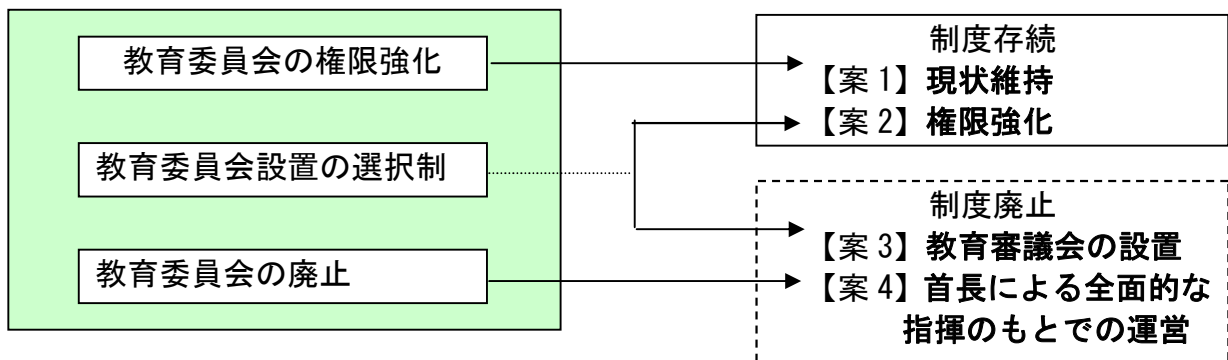 教育委員会の権限強化
教育委員会設置の選択制
教育委員会の廃止
制度存続
【案1】現状維持
【案2】権限強化
制度廃止
【案3】教育審議会の設置
【案4】首長による全面的な
指揮のもとでの運営